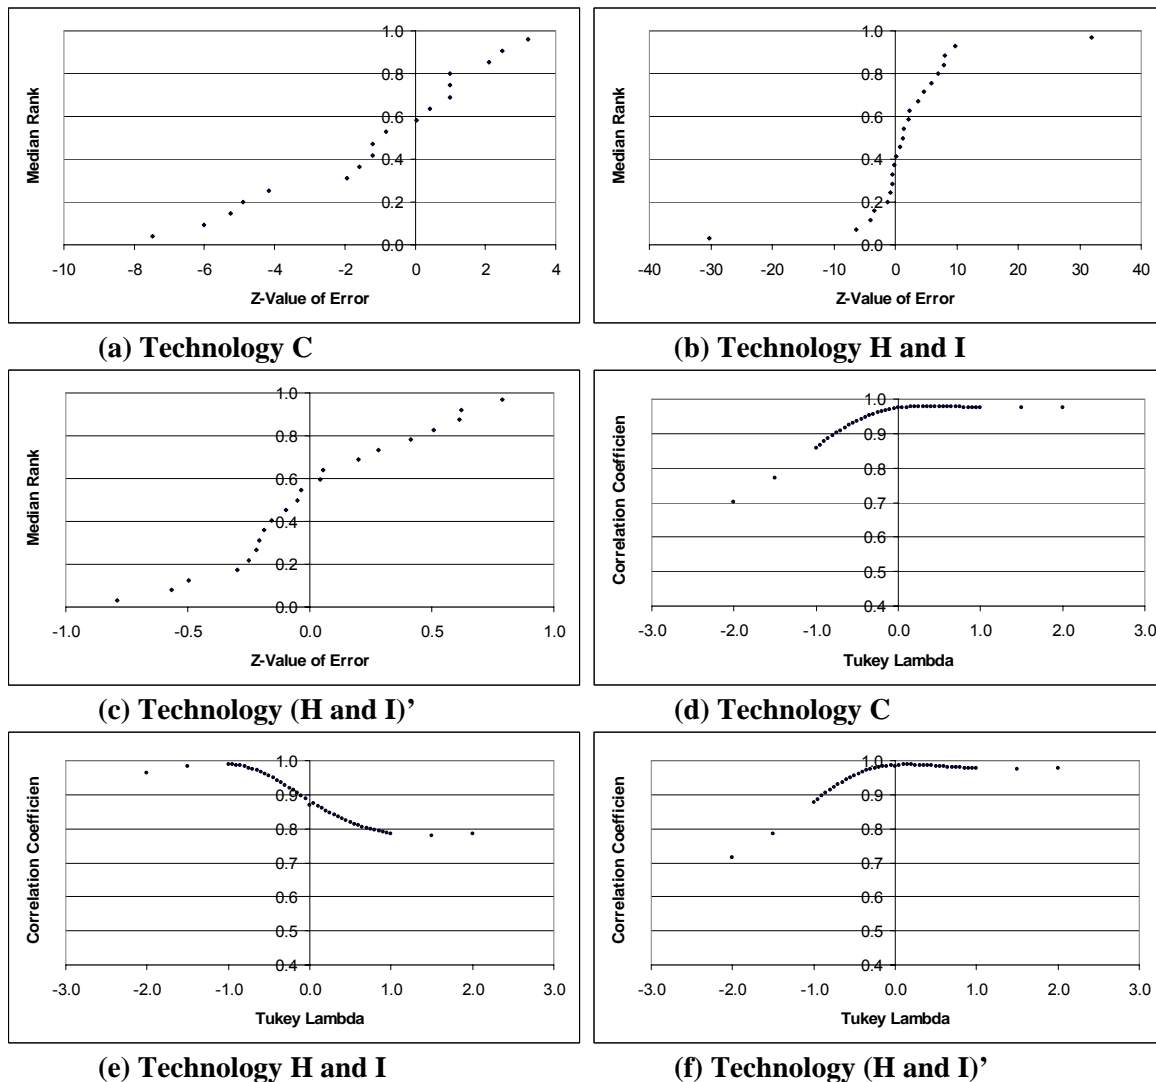 1.0
0.8
0.6
0.4
0.2
0.0
Median Rank
-10 -8 -6 -4 -2 0 2 4
Z-Value of Error
(a) Technology C
1.0
0.8
0.6
0.4
0.2
0.0
Median Rank
-40 -30 -20 -10 0 10 20 30 40
Z-Value of Error
(b) Technology H and I
1.0
0.8
0.6
0.4
0.2
0.0
Median Rank
-1.0 -0.5 0.0 0.5 1.0
Z-Value of Error
(c) Technology (H and I)’
1.0
0.9
0.8
0.7
0.6
0.5
0.4
Correlation Coefficien
-3.0 -2.0 -1.0 0.0 1.0 2.0 3.0
Tukey Lambda
(d) Technology C
1.0
0.9
0.8
0.7
0.6
0.5
0.4
Correlation Coefficien
-3.0 -2.0 -1.0 0.0 1.0 2.0 3.0
Tukey Lambda
(e) Technology H and I
1.0
0.9
0.8
0.7
0.6
0.5
0.4
Correlation Coefficien
-3.0 -2.0 -1.0 0.0 1.0 2.0 3.0
Tukey Lambda
(f) Technology (H and I)’